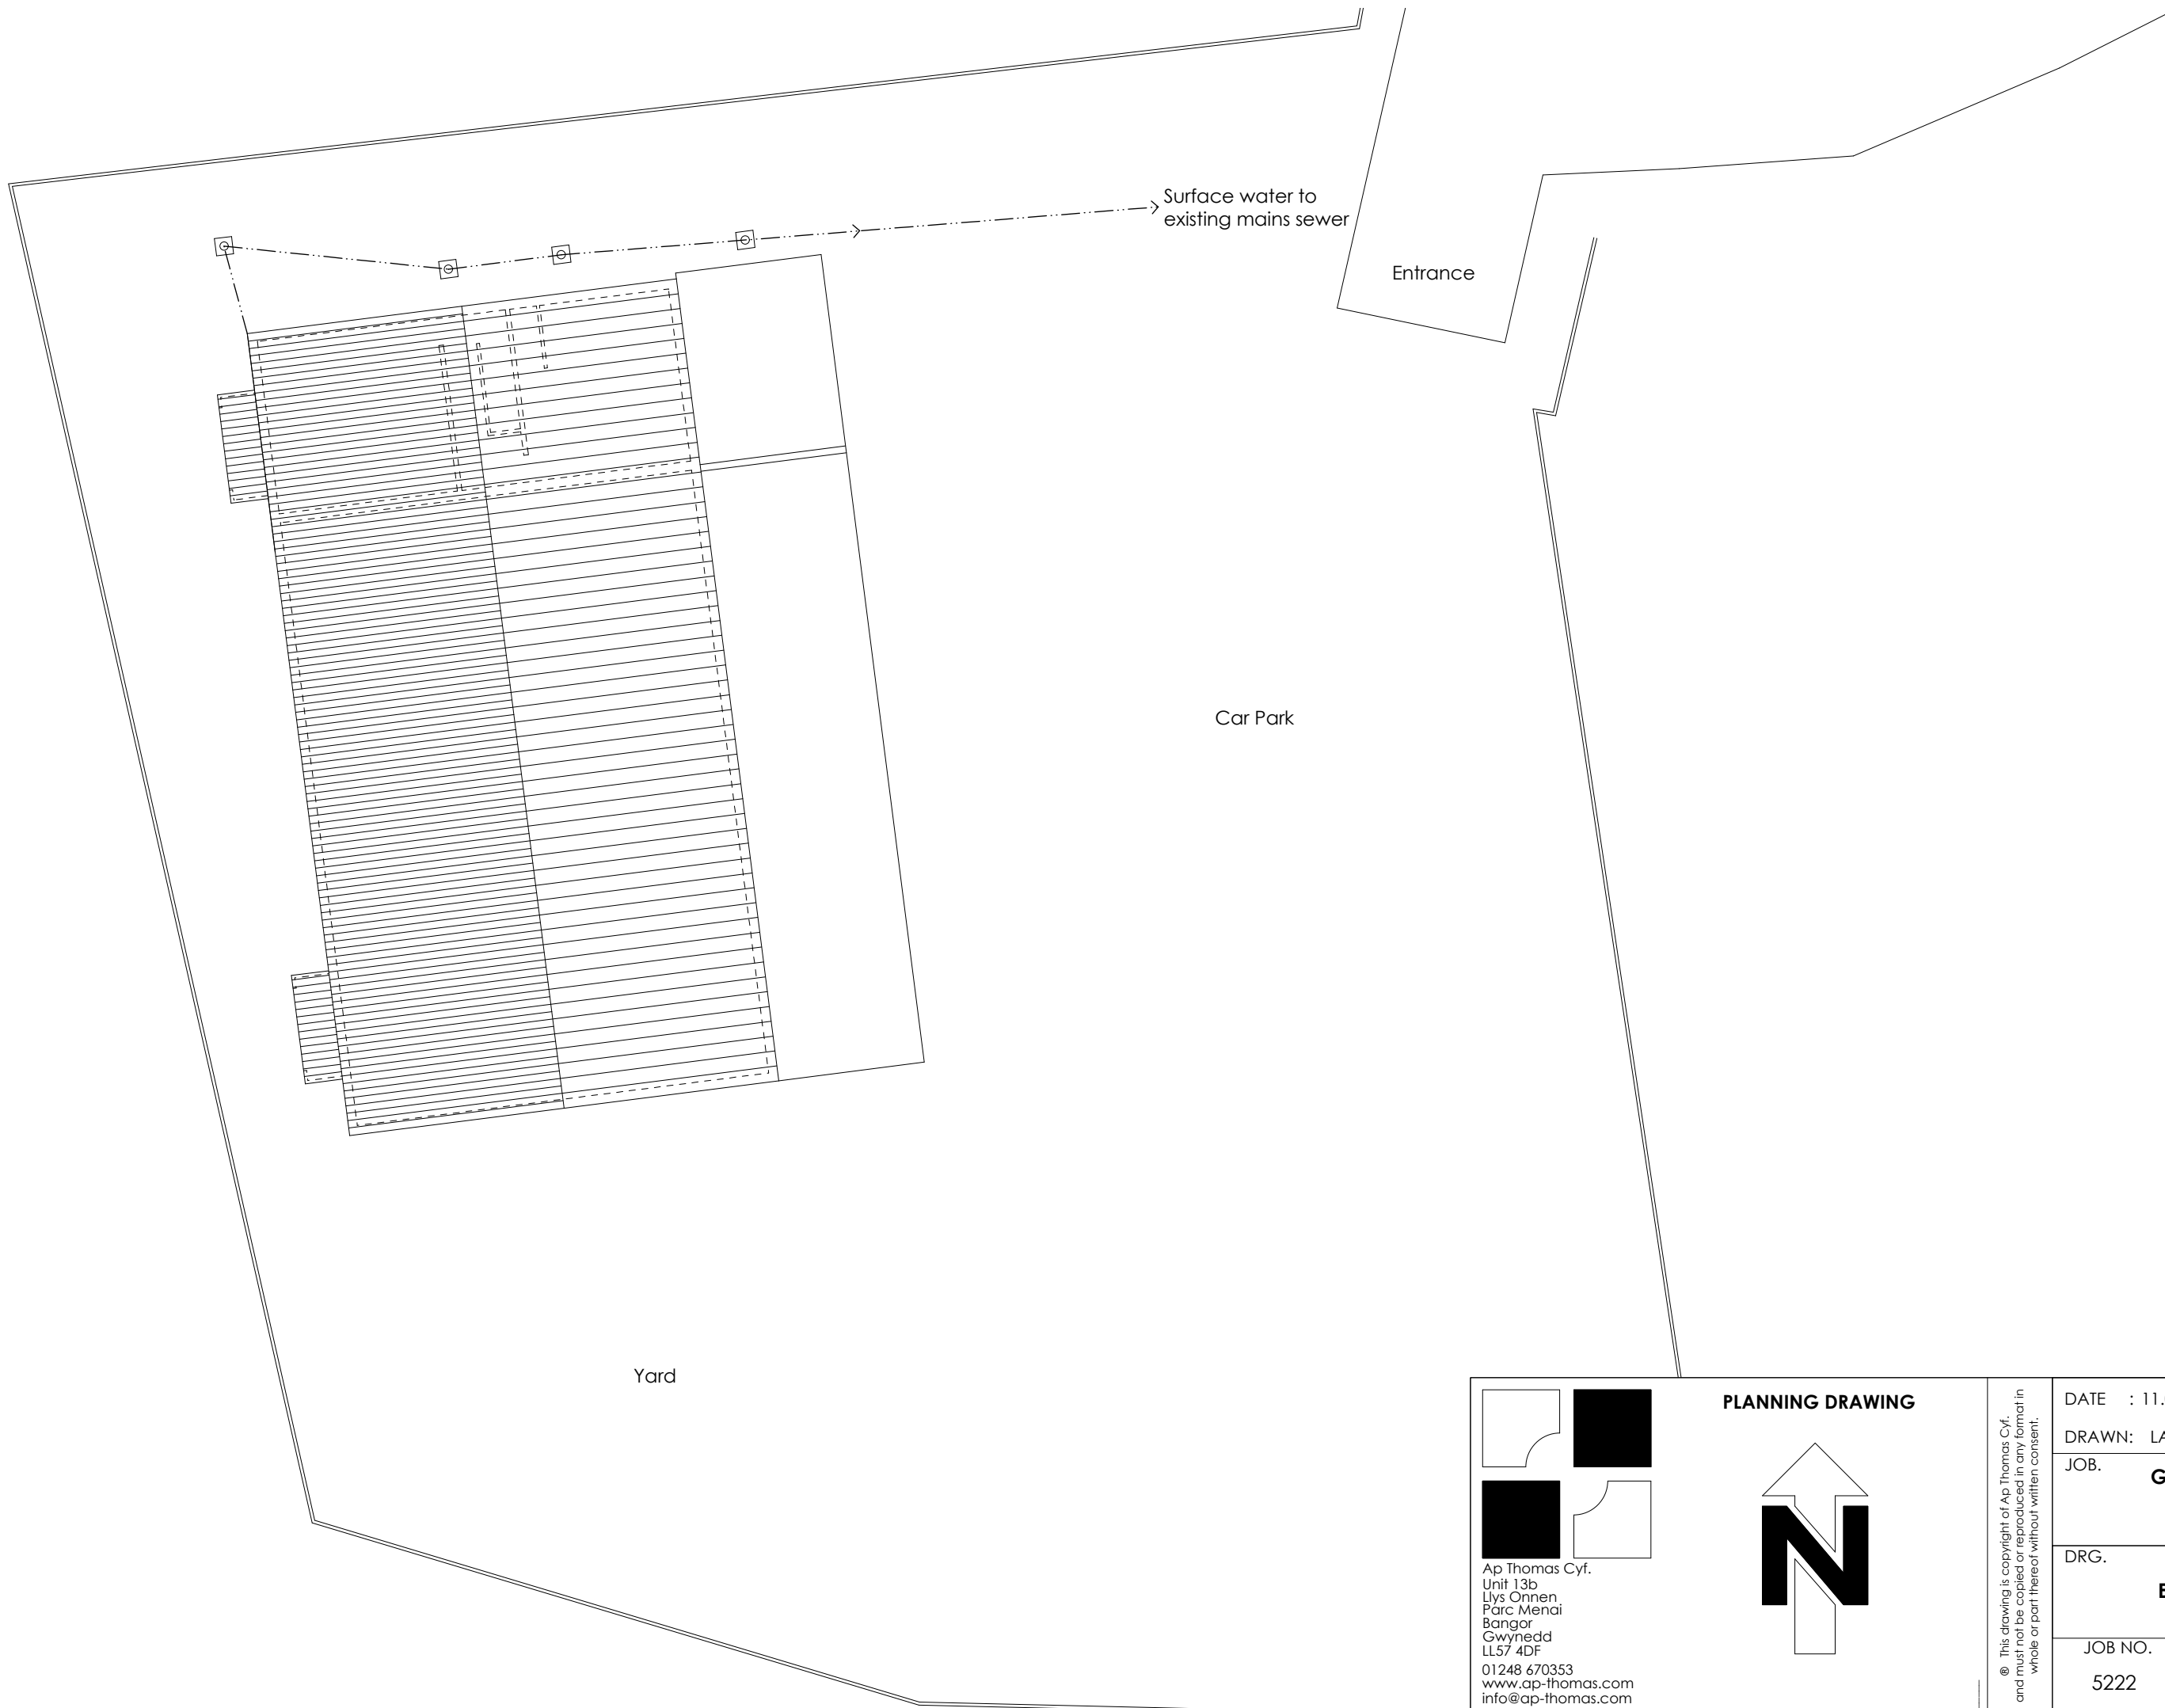 Surface water to
existing mains sewer
Entrance
Car Park
Yard
PLANNING DRAWING
N
Ap Thomas Cyf.
Unit 13b
Llys Onnen
Parc Menai
Bangor
Gwynedd
LL57 4DF
01248 670353
www.ap-thomas.com
info@ap-thomas.com
® This drawing is copyright of Ap Thomas Cyf.
and must not be copied or reproduced in any format in
whole or part thereof without written consent.
DATE : 11.
DRAWN: LA
JOB. G
DRG.
E
JOB NO.
5222